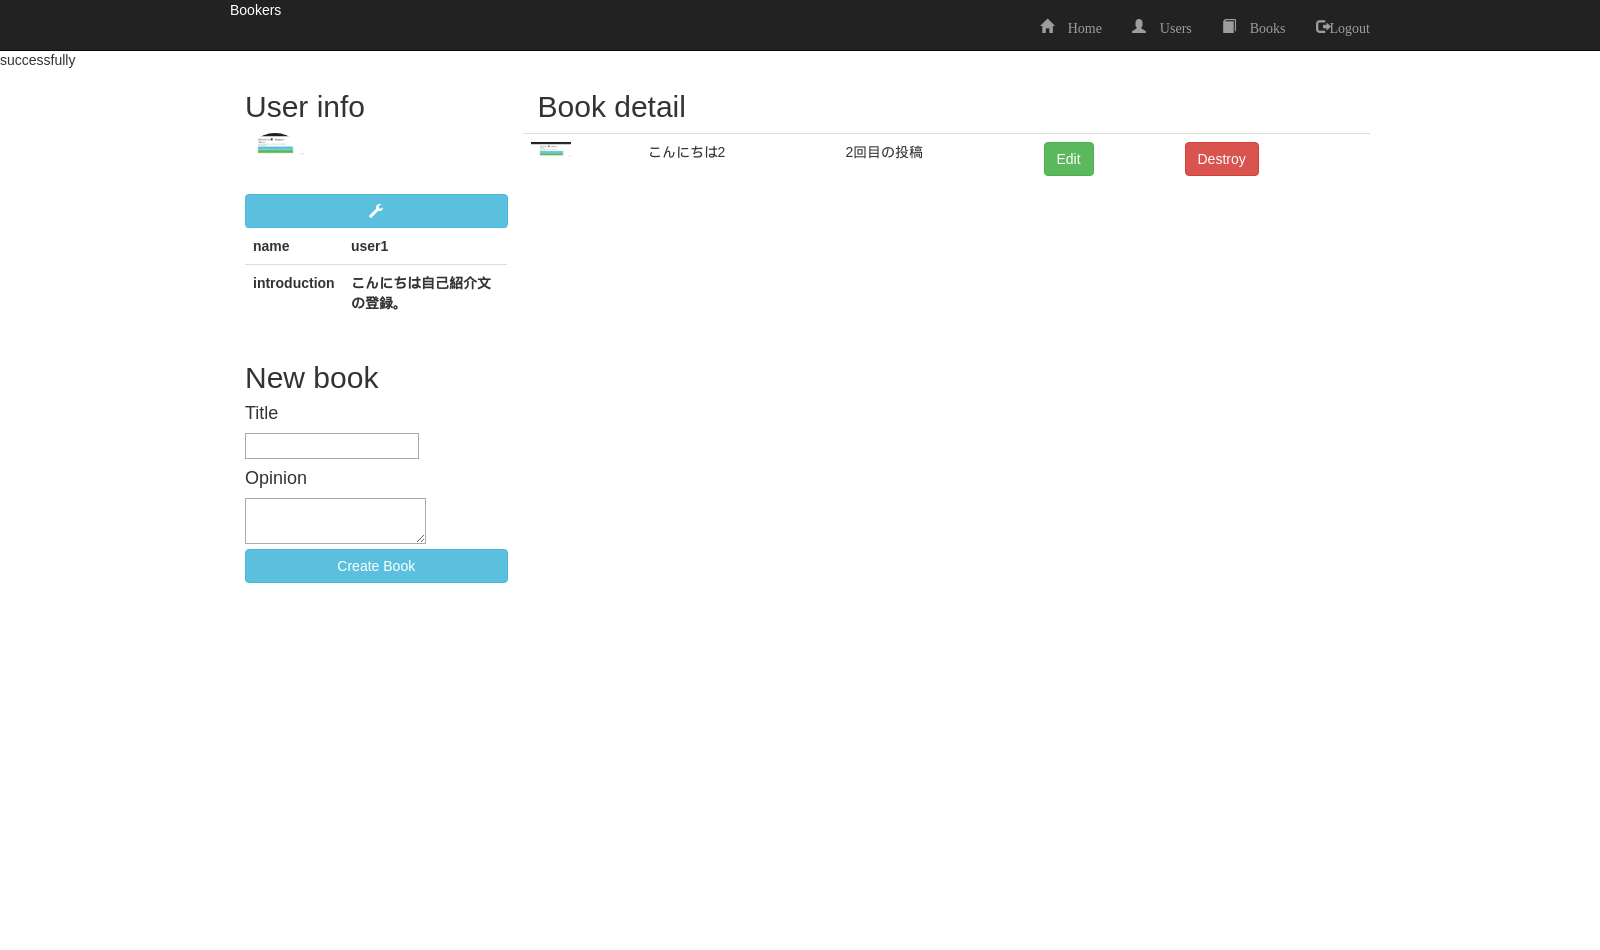 Bookers
Home Users Books Logout
successfully
User info
Book detail
こんにちは2 2回目の投稿 Edit Destroy
name user1
introduction こんにちは自己紹介文
の登録。
New book
Title
Opinion
Create Book